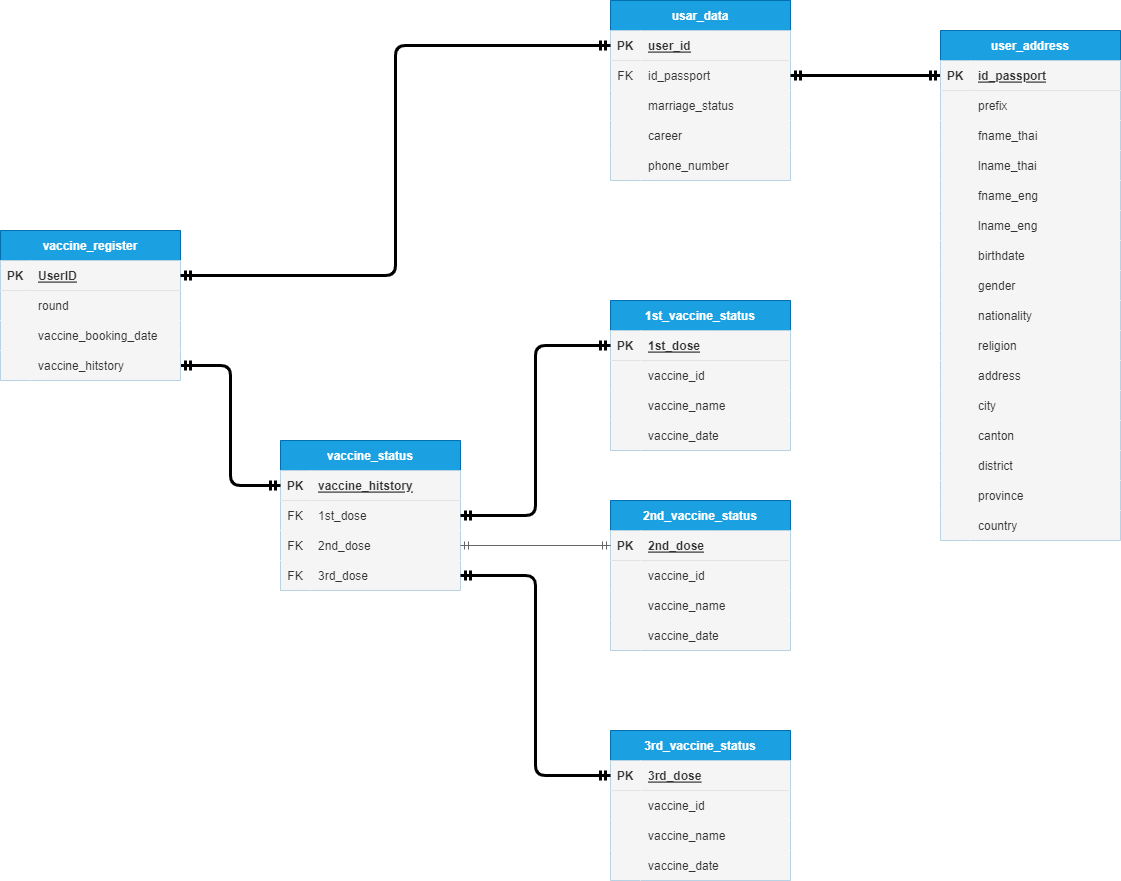 usar_data
PK user_id
FK id_passport
marriage_status
career
phone_number
user_address
PK id_passport
prefix
fname_thai
lname_thai
fname_eng
lname_eng
birthdate
gender
nationality
religion
address
city
canton
district
province
country
vaccine_register
PK UserID
round
vaccine_booking_date
vaccine_hitstory
1st_vaccine_status
PK 1st_dose
vaccine_id
vaccine_name
vaccine_date
vaccine_status
PK vaccine_hitstory
FK 1st_dose
FK 2nd_dose
FK 3rd_dose
2nd_vaccine_status
PK 2nd_dose
vaccine_id
vaccine_name
vaccine_date
3rd_vaccine_status
PK 3rd_dose
vaccine_id
vaccine_name
vaccine_date